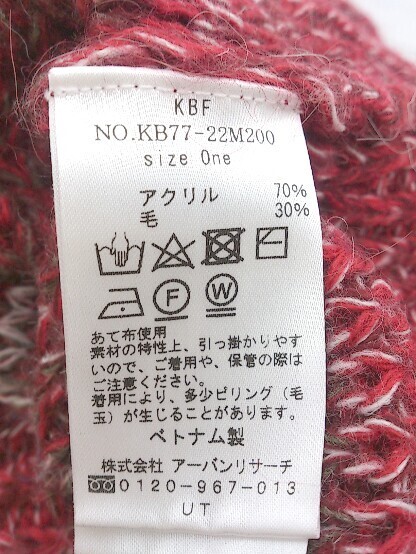 KBF
NO.KB77-22M200
size One
アクリル 70%
毛 30%
F W
あて布使用
素材の特性上、引っ掛かりやす
いので、ご着用や、保管の際は
ご注意ください。
着用により、多少ピリング（毛
玉）が生じることがあります。
ベトナム製
株式会社 アーバンリサーチ
0120-967-013
UT